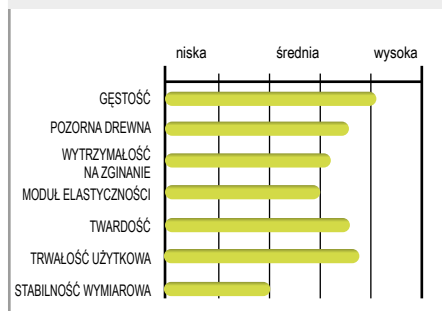 niska średnia wysoka
GĘSTOŚĆ
POZORNA DREWNA
WYTRZYMAŁOŚĆ
NA ZGINANIE
MODUŁ ELASTYCZNOŚCI
TWARDOŚĆ
TRWAŁOŚĆ UŻYTKOWA
STABILNOŚĆ WYMIAROWA